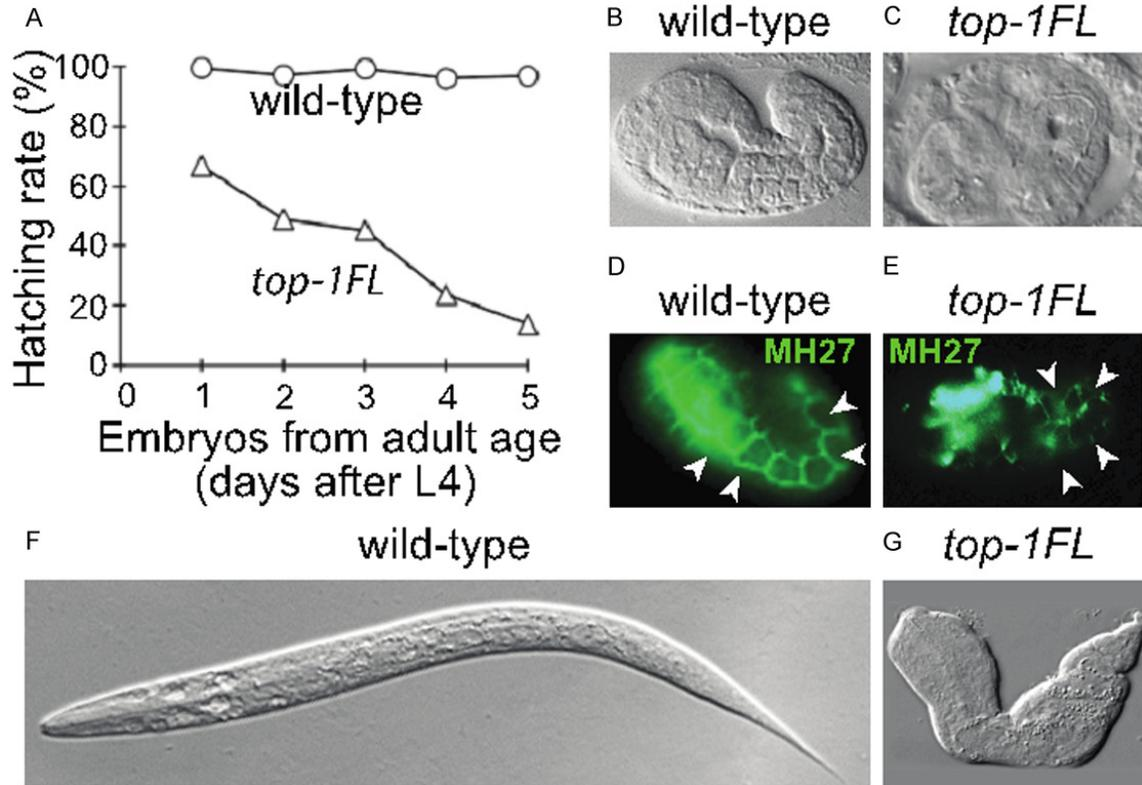 A
Hatching rate (%)
100
80
60
40
20
0
0 1 2 3 4 5
wild-type
top-1FL
Embryos from adult age
(days after L4)
B
wild-type
C
top-1FL
D
wild-type
MH27
E
top-1FL
MH27
F
wild-type
G
top-1FL